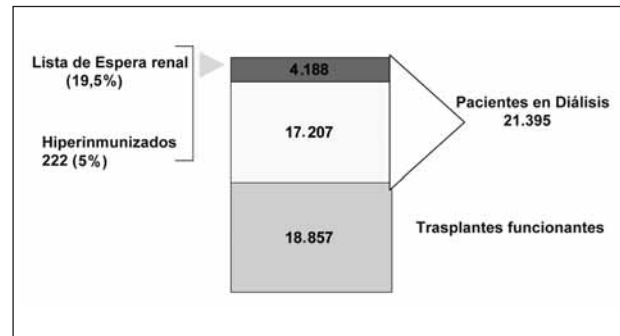 Lista de Espera renal
(19,5%)
Hiperinmunizados
222 (5%)
4.188
17.207
18.857
Pacientes en Diálisis
21.395
Trasplantes funcionantes